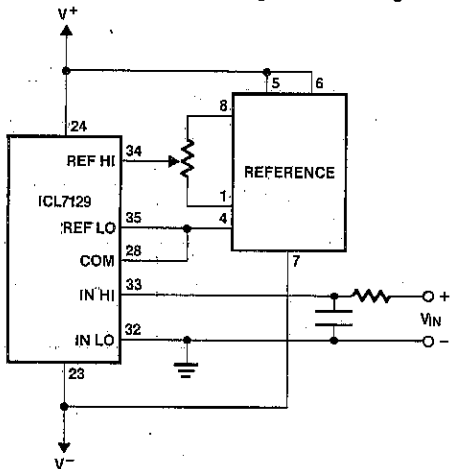 V+
24
5
6
8
34
REF HI
ICL7129
REFERENCE
1
35
4
REF LO
28
COM
7
33
IN HI
+
VIN
32
IN LO
−
23
V−